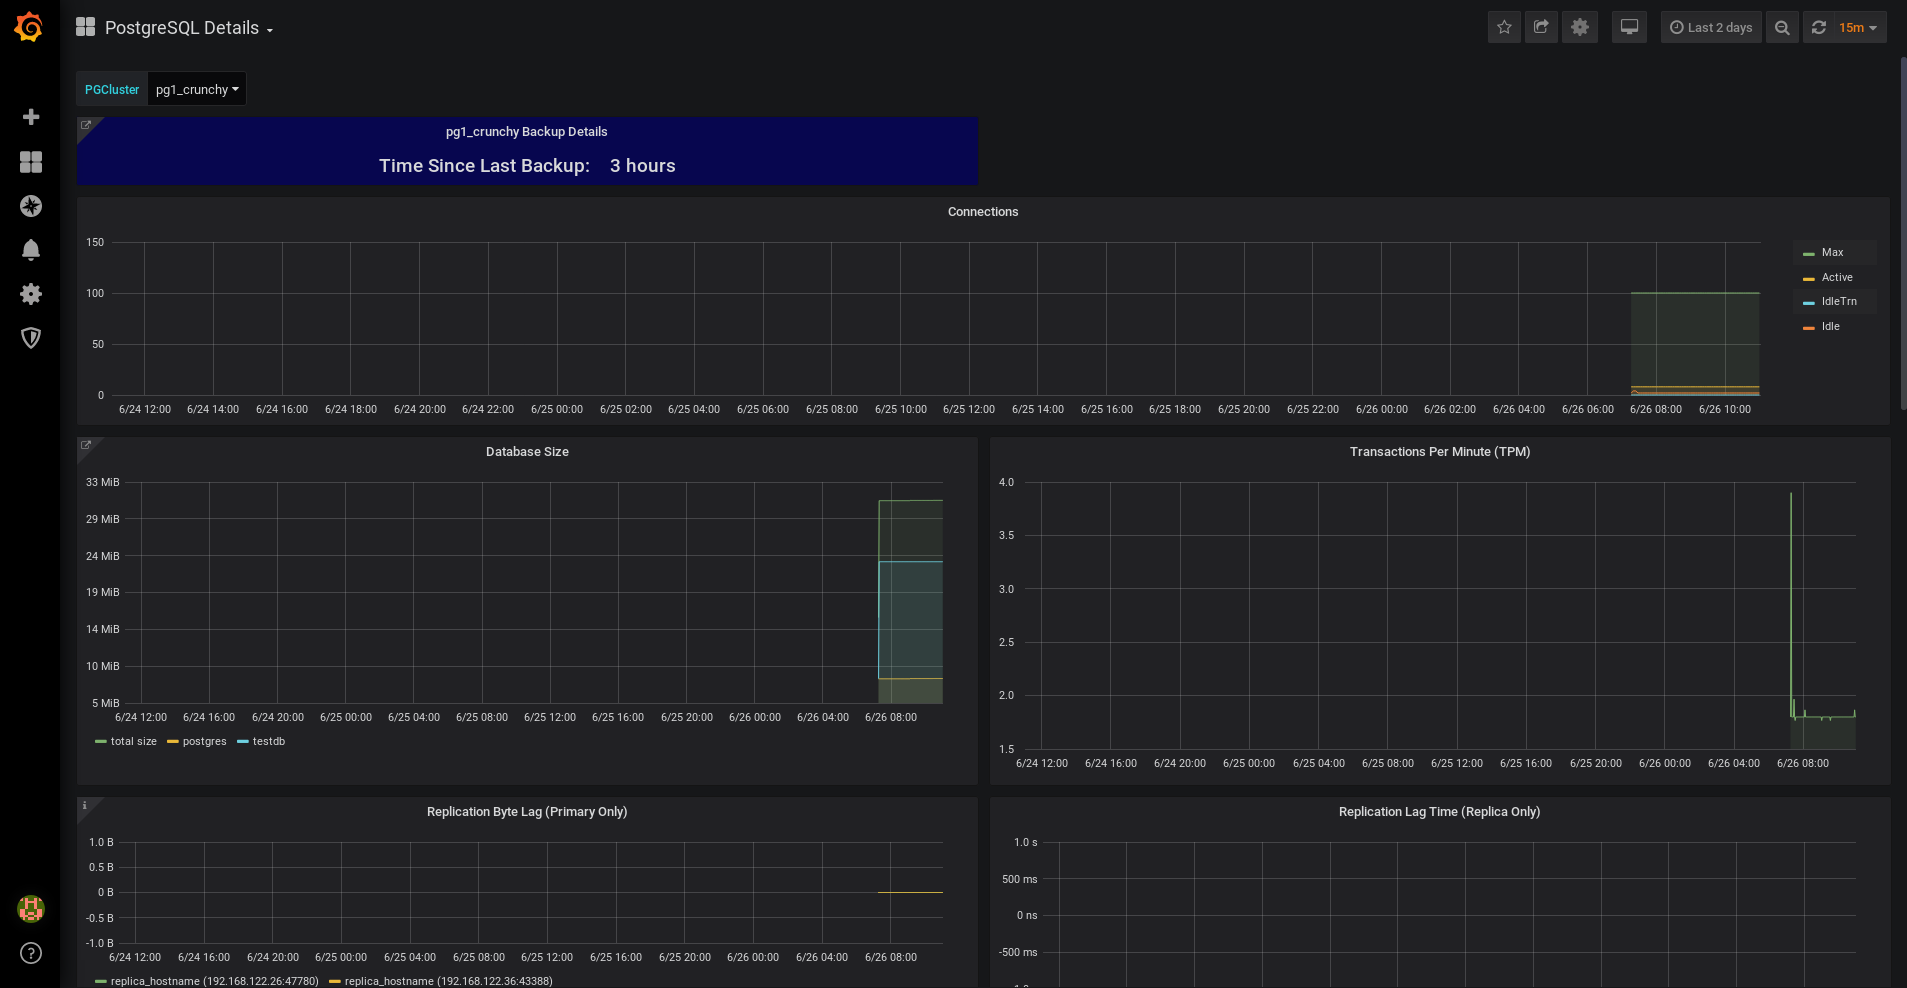 PostgreSQL Details
Last 2 days
15m
PGCluster
pg1_crunchy
pg1_crunchy Backup Details
Time Since Last Backup: 3 hours
Connections
150
100
50
0
6/24 12:00 6/24 14:00 6/24 16:00 6/24 18:00 6/24 20:00 6/24 22:00 6/25 00:00 6/25 02:00 6/25 04:00 6/25 06:00 6/25 08:00 6/25 10:00 6/25 12:00 6/25 14:00 6/25 16:00 6/25 18:00 6/25 20:00 6/25 22:00 6/26 00:00 6/26 02:00 6/26 04:00 6/26 06:00 6/26 08:00 6/26 10:00
Max
Active
IdleTrn
Idle
Database Size
33 MiB
29 MiB
24 MiB
19 MiB
14 MiB
10 MiB
5 MiB
6/24 12:00 6/24 16:00 6/24 20:00 6/25 00:00 6/25 04:00 6/25 08:00 6/25 12:00 6/25 16:00 6/25 20:00 6/26 00:00 6/26 04:00 6/26 08:00
total size postgres testdb
Transactions Per Minute (TPM)
4.0
3.5
3.0
2.5
2.0
1.5
6/24 12:00 6/24 16:00 6/24 20:00 6/25 00:00 6/25 04:00 6/25 08:00 6/25 12:00 6/25 16:00 6/25 20:00 6/26 00:00 6/26 04:00 6/26 08:00
Replication Byte Lag (Primary Only)
1.0 B
0.5 B
0 B
-0.5 B
-1.0 B
6/24 12:00 6/24 16:00 6/24 20:00 6/25 00:00 6/25 04:00 6/25 08:00 6/25 12:00 6/25 16:00 6/25 20:00 6/26 00:00 6/26 04:00 6/26 08:00
replica_hostname (192.168.122.26:47780) replica_hostname (192.168.122.36:43388)
Replication Lag Time (Replica Only)
1.0 s
500 ms
0 ns
-500 ms